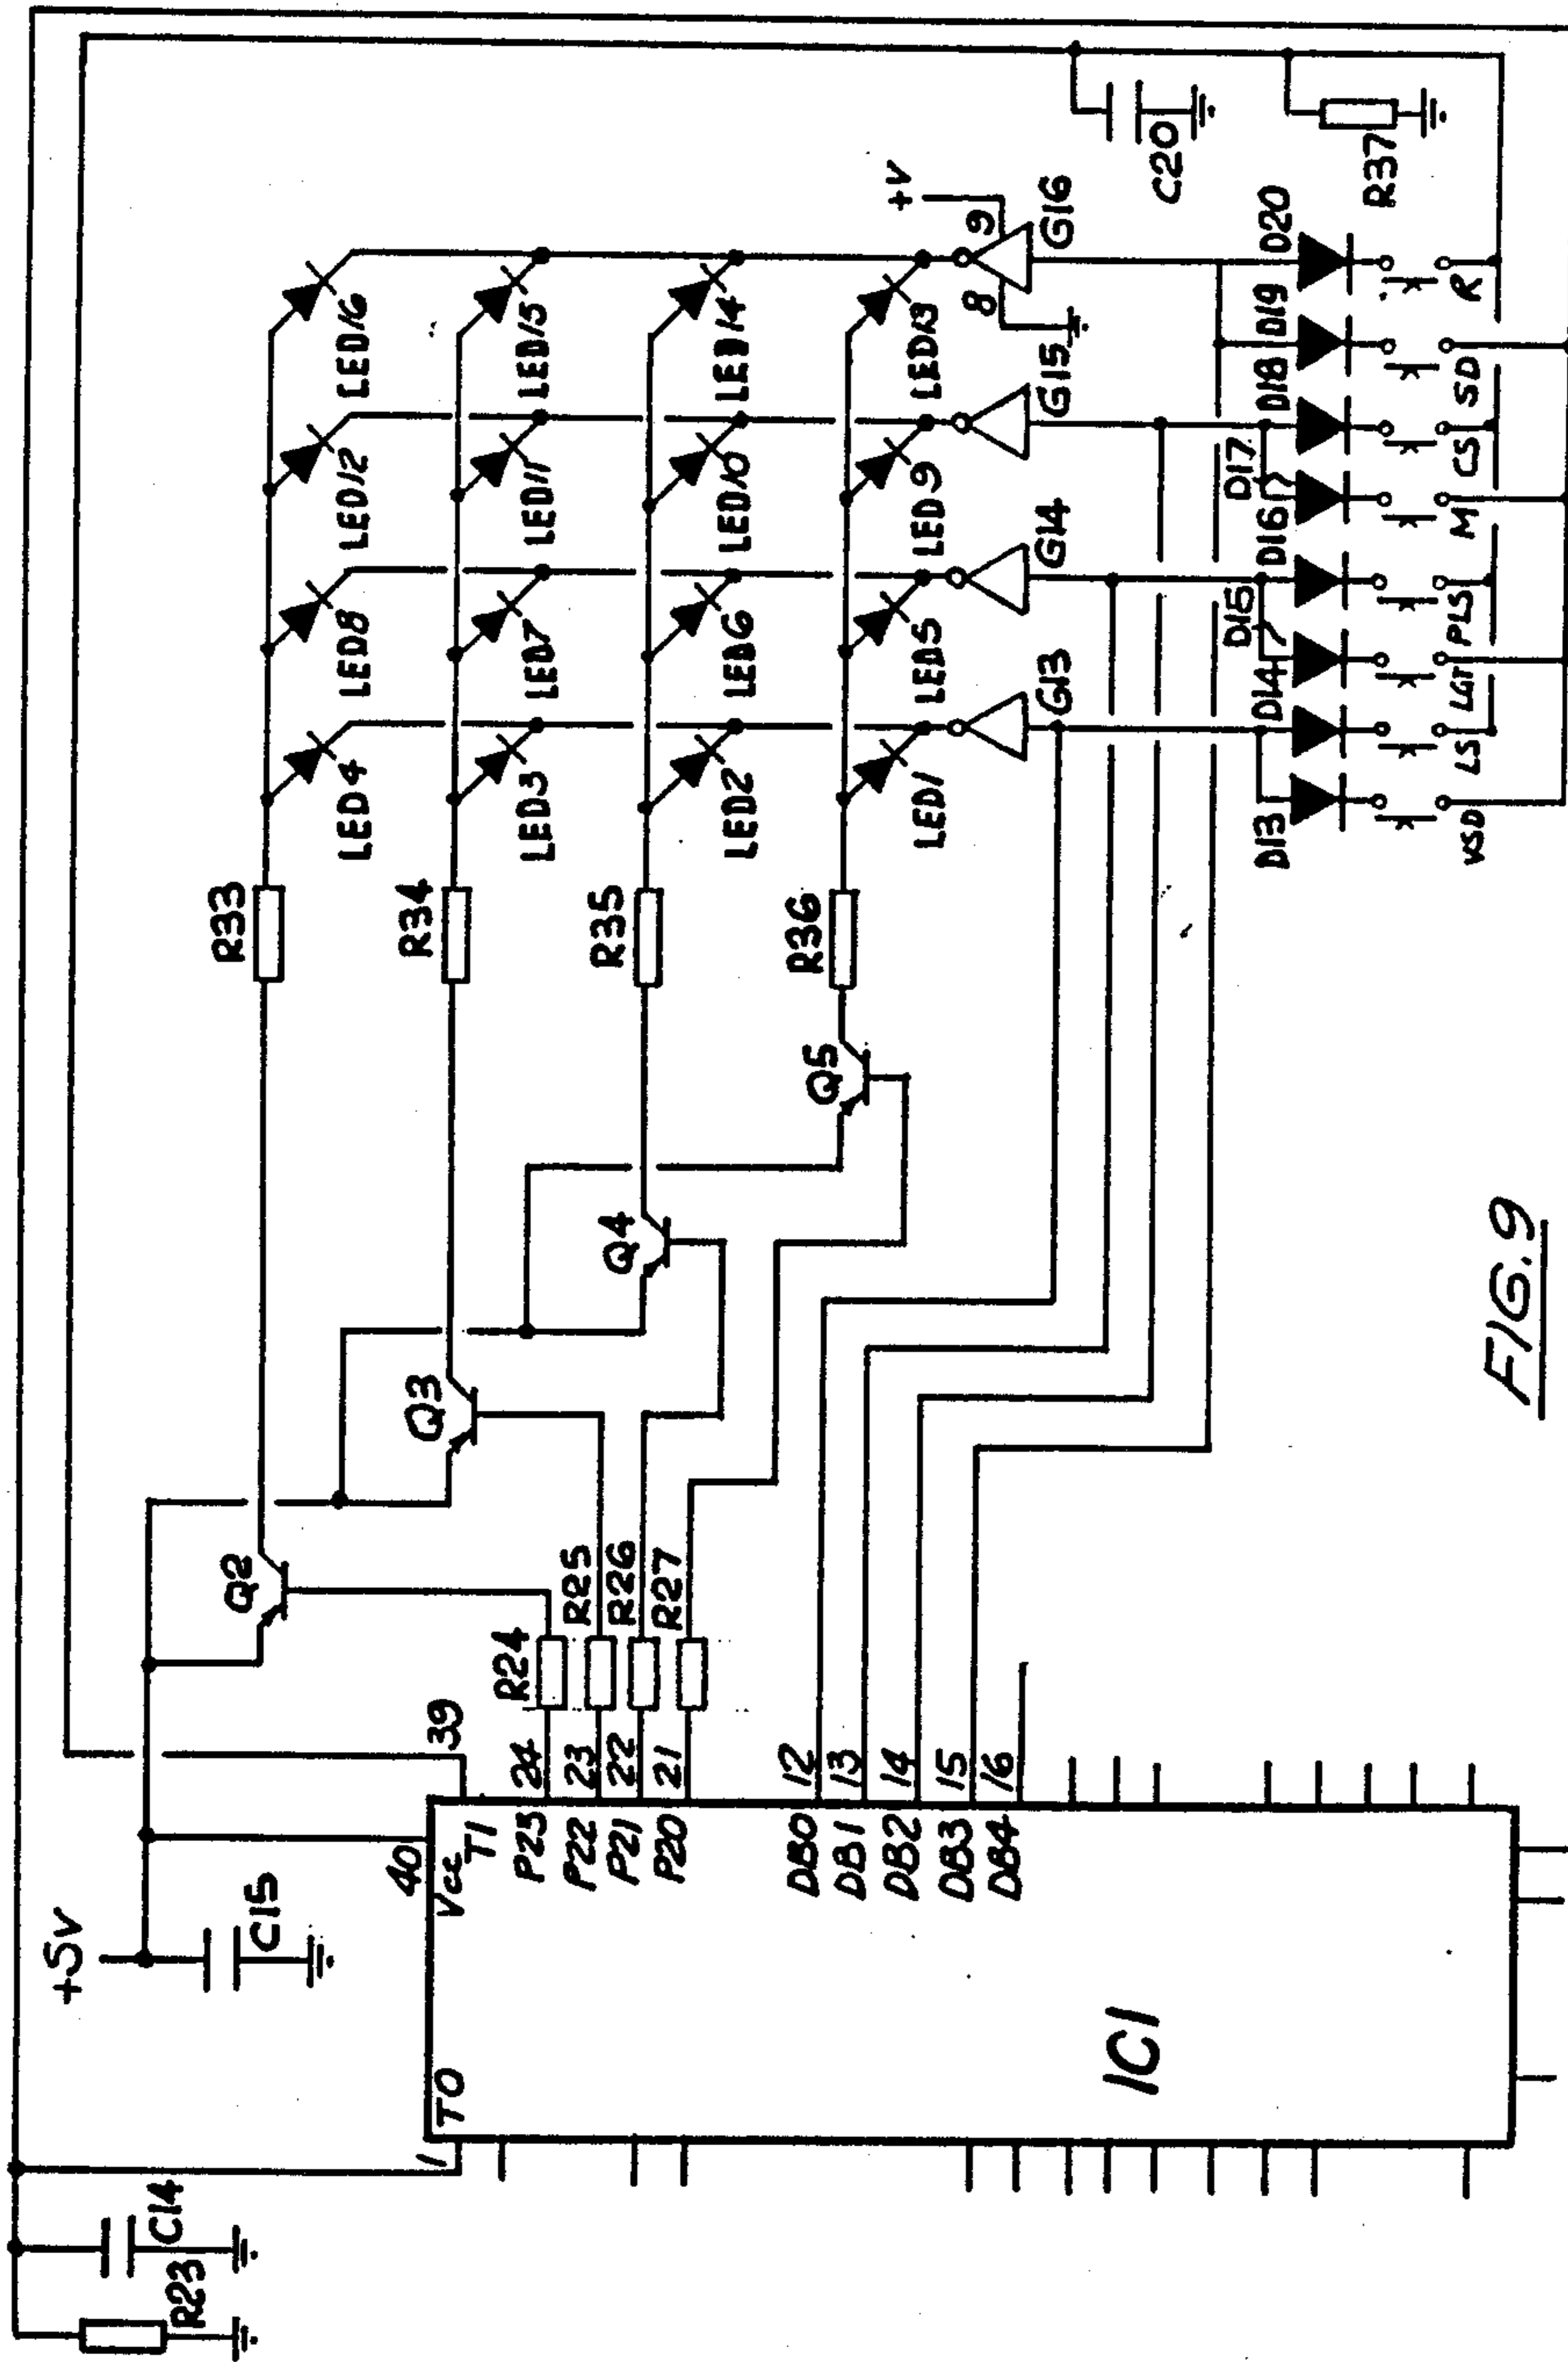 +5V
C15
C14
R23
1
T0
40
Vcc
T1
39
P23
24
P22
23
P21
22
P20
21
R24
R25
R26
R27
DB0
12
DB1
13
DB2
14
DB3
15
DB4
16
IC1
Q2
Q3
Q4
Q5
R33
R34
R35
R36
LED4
LED8
LED12
LED16
LED3
LED7
LED11
LED15
LED2
LED6
LED10
LED14
LED1
LED5
LED9
LED13
G13
G14
G15
G16
8
9
+V
C20
R37
D13
D14
D15
D16
D17
D18
D19
D20
VSD
LS
LGT
PLS
M
CS
SD
R
FIG. 9